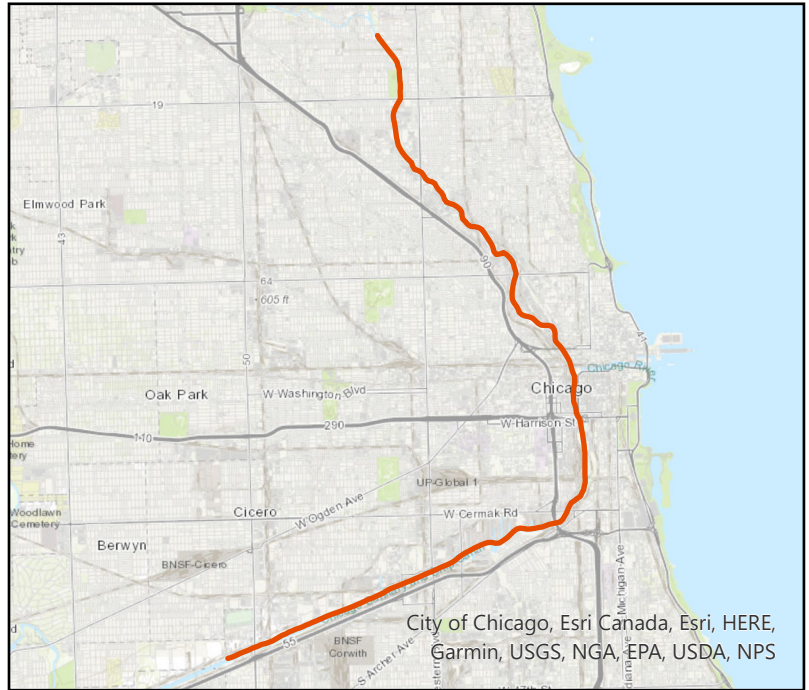 19
Elmwood Park
43
90
64
605 ft
41
Chicago River
50
Oak Park
W Washington Blvd
Chicago
290
110
W Harrison St
UP-Global 1
Woodlawn
Cemetery
Cicero
W Ogden Ave
W Cermak Rd
Berwyn
BNSF-Cicero
Michigan Ave
55
BNSF
Corwith
S Archer Ave
City of Chicago, Esri Canada, Esri, HERE,
Garmin, USGS, NGA, EPA, USDA, NPS
W 47th St